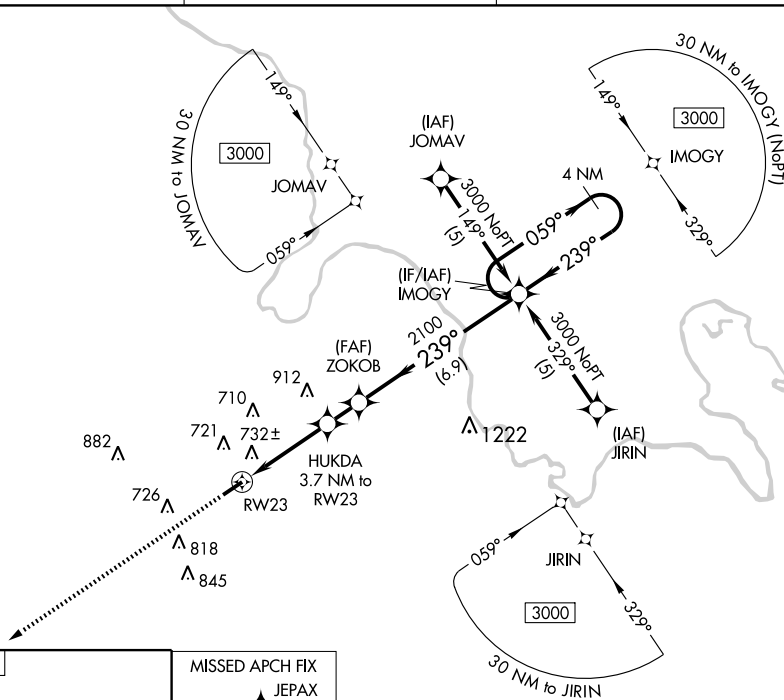 149°
3000
30 NM to JOMAV
JOMAV
059°
(IAF)
JOMAV
3000 NoPT
149°
(5)
4 NM
059°
239°
30 NM to IMOGY (NoPT)
149°
3000
IMOGY
329°
(IF/IAF)
IMOGY
2100
239°
(6.9)
3000 NoPT
329°
(5)
(IAF)
JIRIN
(FAF)
ZOKOB
912
710
721
732±
882
1222
HUKDA
3.7 NM to
RW23
RW23
726
818
845
059°
JIRIN
3000
329°
30 NM to JIRIN
MISSED APCH FIX
JEPAX